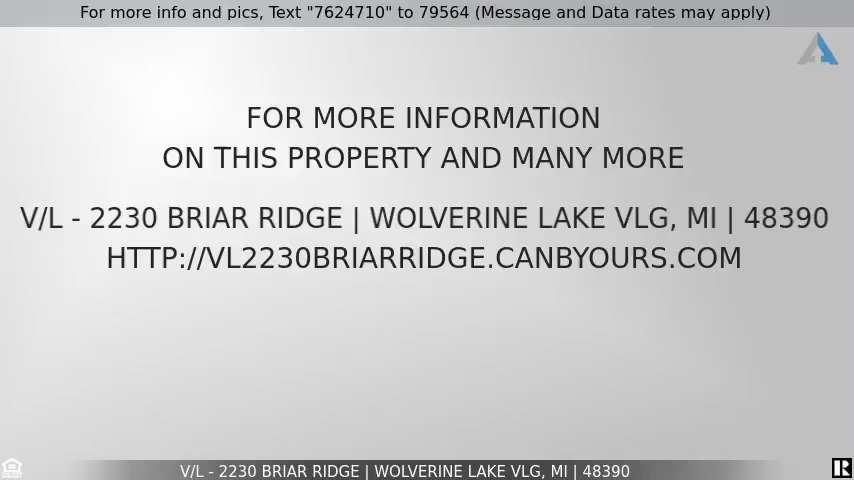 For more info and pics, Text "7624710" to 79564 (Message and Data rates may apply)
FOR MORE INFORMATION
ON THIS PROPERTY AND MANY MORE
V/L - 2230 BRIAR RIDGE | WOLVERINE LAKE VLG, MI | 48390
HTTP://VL2230BRIARRIDGE.CANBYOURS.COM
V/L - 2230 BRIAR RIDGE | WOLVERINE LAKE VLG, MI | 48390